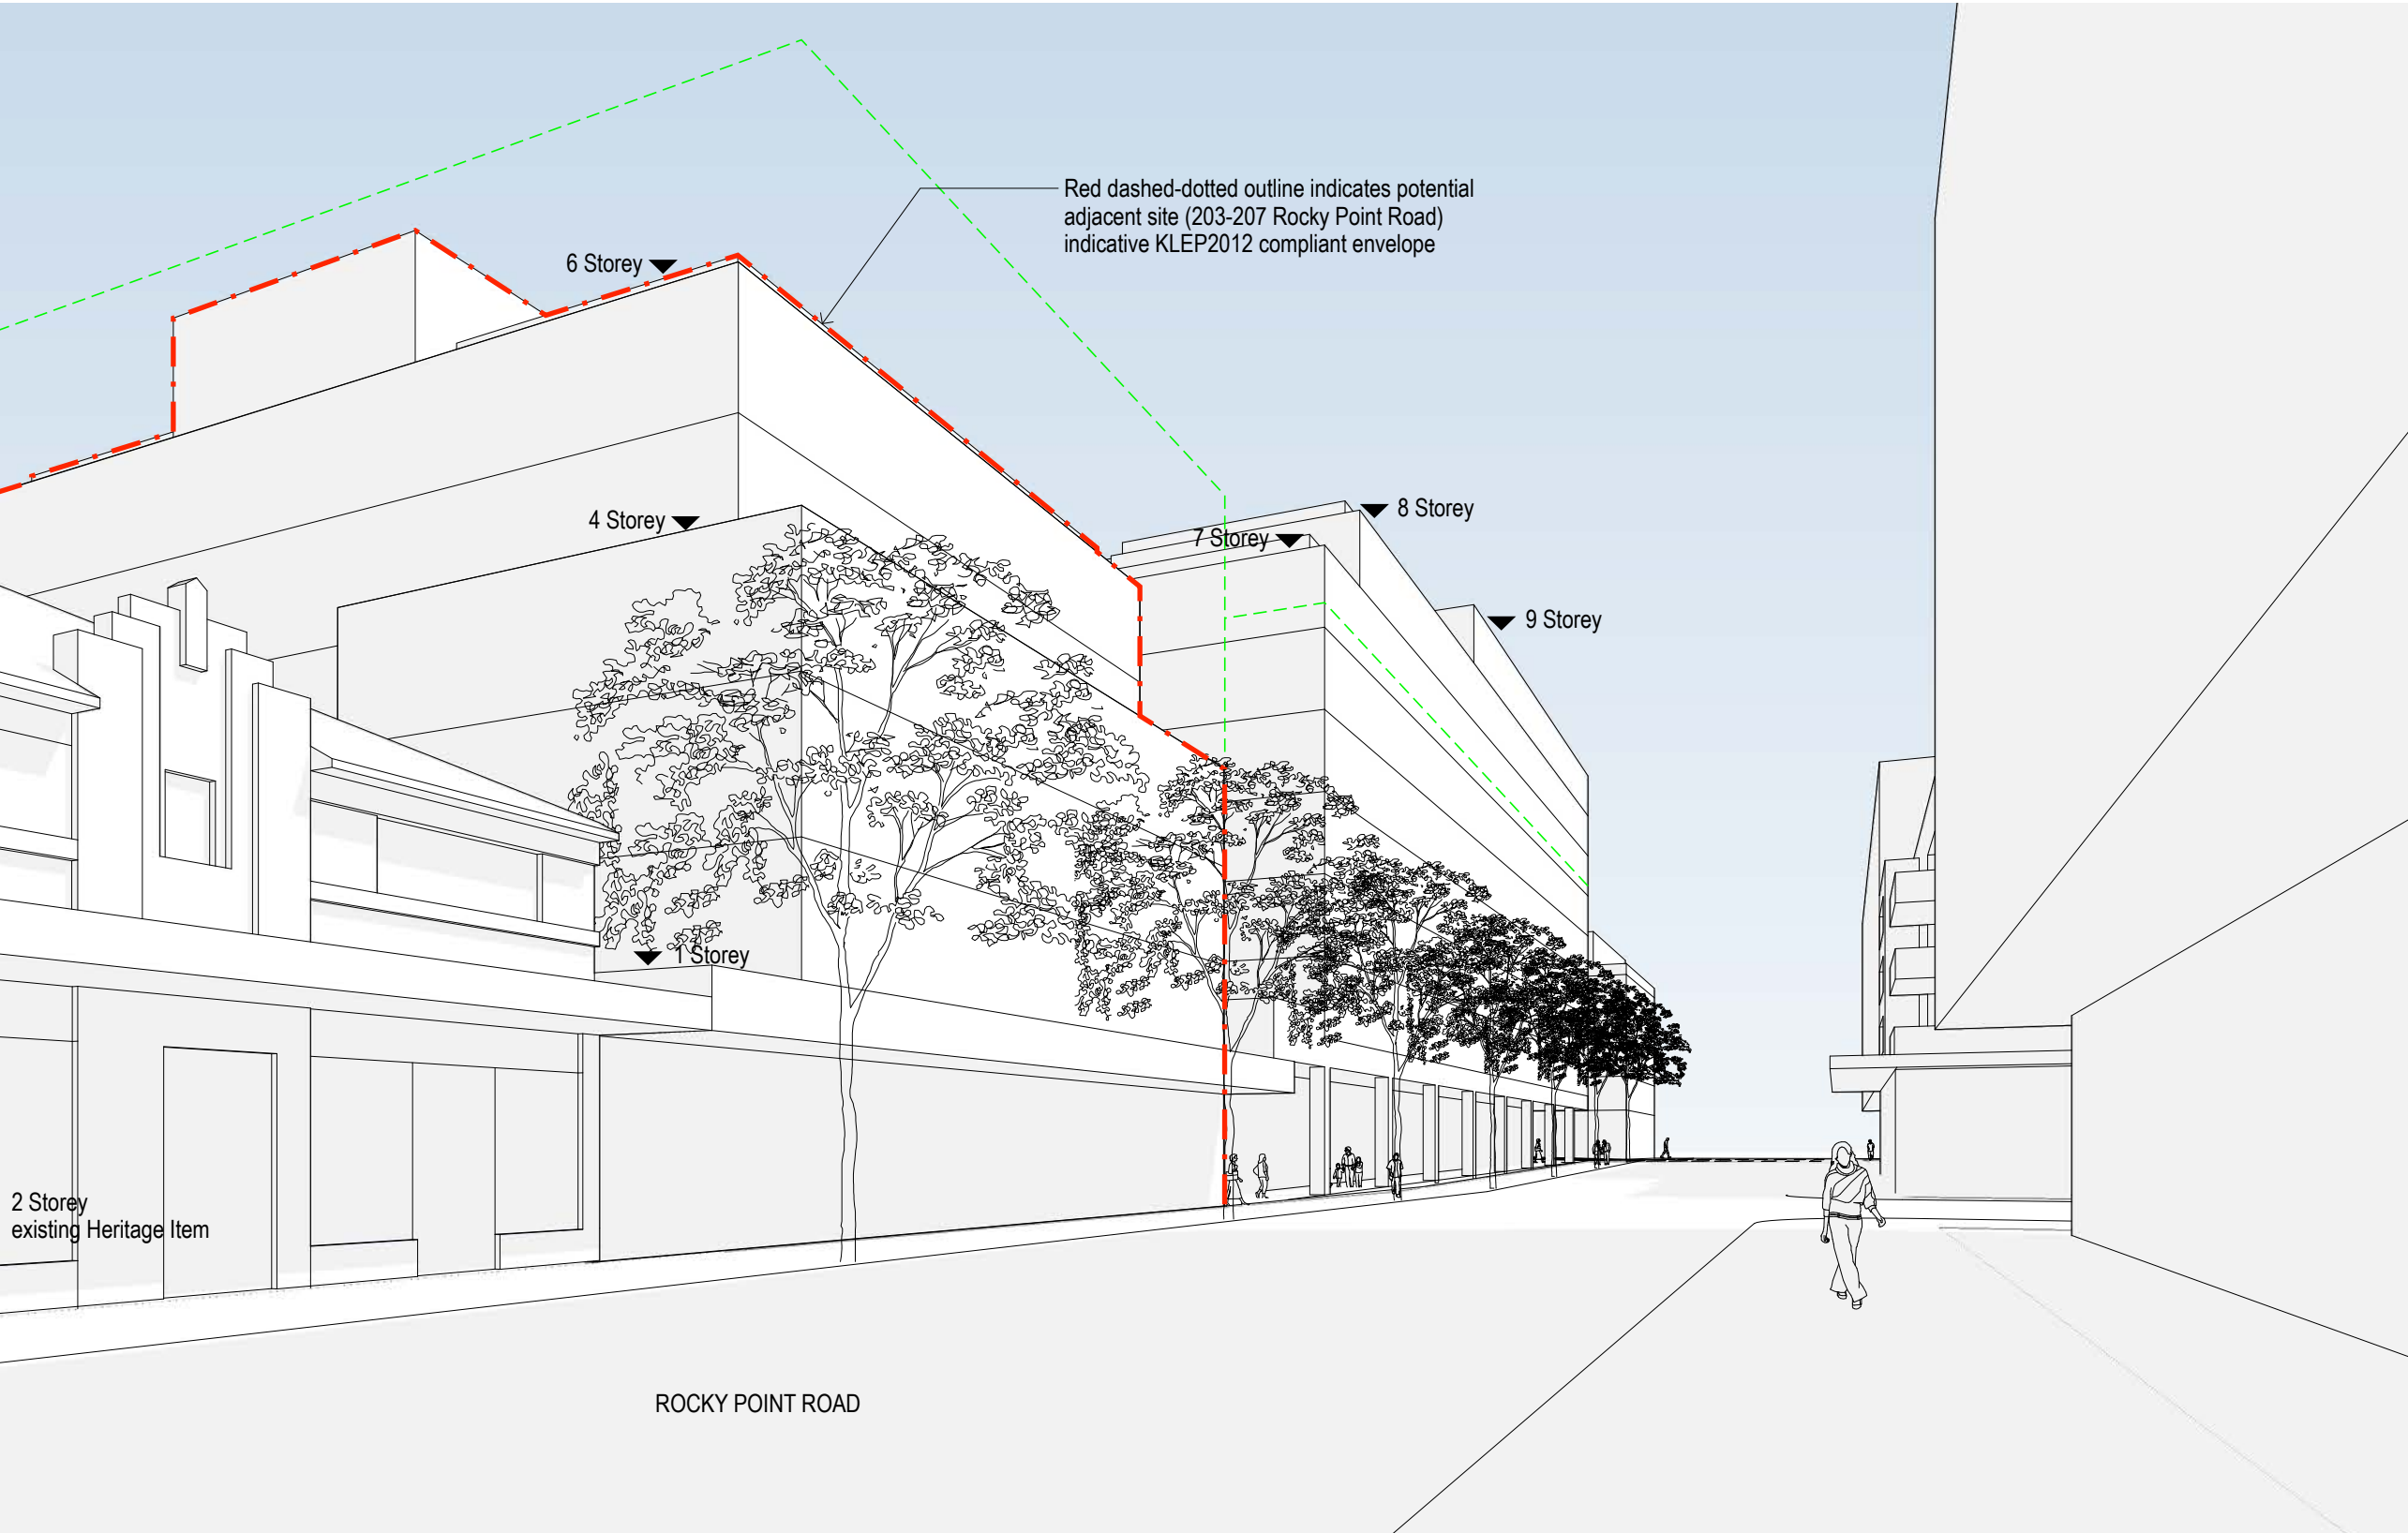 Red dashed-dotted outline indicates potential
adjacent site (203-207 Rocky Point Road)
indicative KLEP2012 compliant envelope
6 Storey
4 Storey
8 Storey
7 Storey
9 Storey
1 Storey
2 Storey
existing Heritage Item
ROCKY POINT ROAD